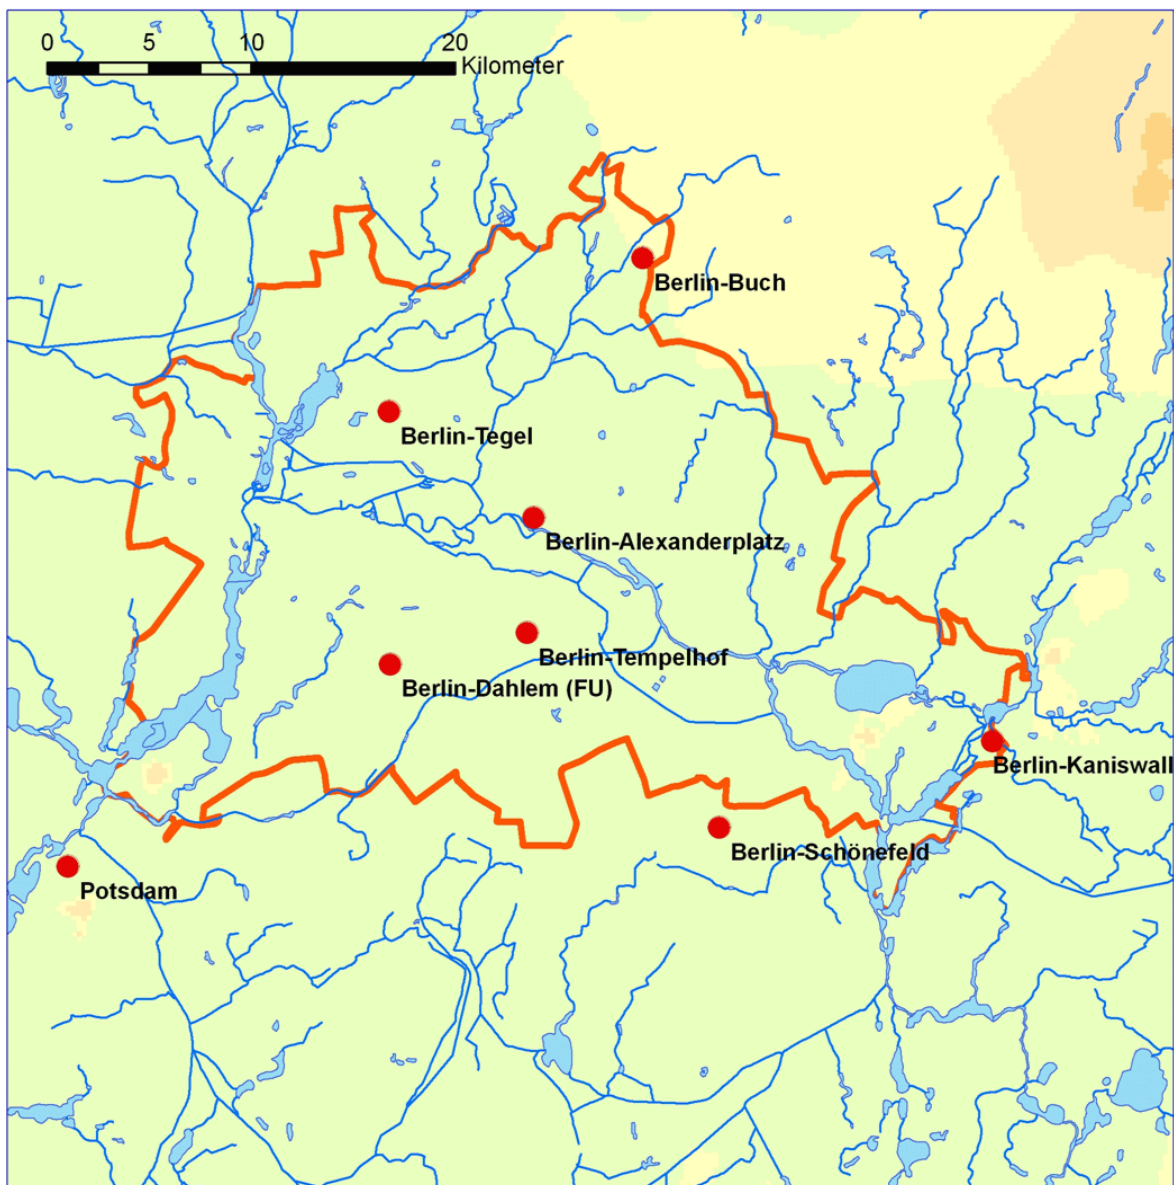 0 5 10 20
Kilometer
Berlin-Buch
Berlin-Tegel
Berlin-Alexanderplatz
Berlin-Tempelhof
Berlin-Dahlem (FU)
Berlin-Kaniswall
Berlin-Schönefeld
Potsdam